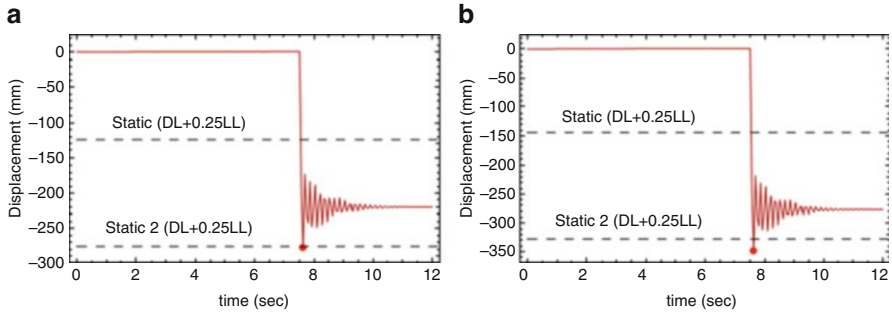 a
0
–50
–100
–150
–200
–250
–300
Displacement (mm)
Static (DL+0.25LL)
Static 2 (DL+0.25LL)
0 2 4 6 8 10 12
time (sec)
b
0
–50
–100
–150
–200
–250
–300
–350
Displacement (mm)
Static (DL+0.25LL)
Static 2 (DL+0.25LL)
0 2 4 6 8 10 12
time (sec)